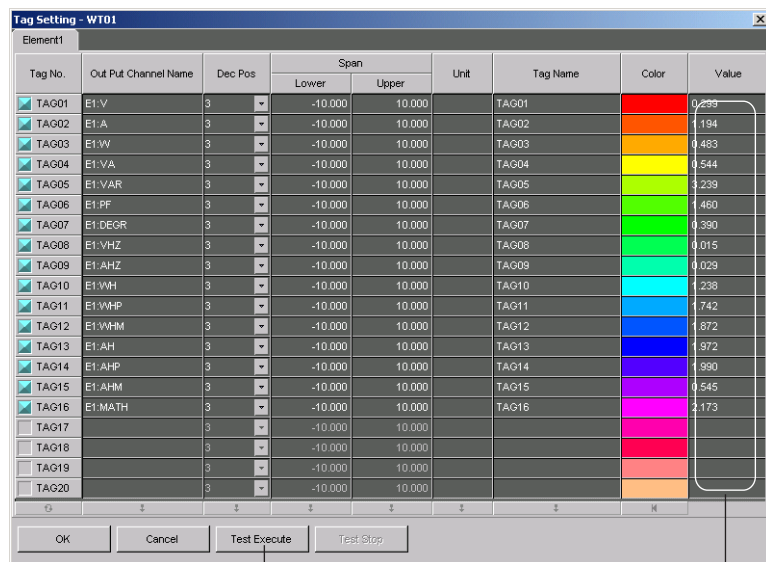 Tag Setting - WT01
Element1
Tag No. Out Put Channel Name Dec Pos Span Unit Tag Name Color Value
Lower Upper
TAG01 E1:V 3 -10.000 10.000 TAG01 0.299
TAG02 E1:A 3 -10.000 10.000 TAG02 1.194
TAG03 E1:W 3 -10.000 10.000 TAG03 0.483
TAG04 E1:VA 3 -10.000 10.000 TAG04 0.544
TAG05 E1:VAR 3 -10.000 10.000 TAG05 3.239
TAG06 E1:PF 3 -10.000 10.000 TAG06 1.460
TAG07 E1:DEGR 3 -10.000 10.000 TAG07 0.390
TAG08 E1:VHZ 3 -10.000 10.000 TAG08 0.015
TAG09 E1:AHZ 3 -10.000 10.000 TAG09 0.029
TAG10 E1:WH 3 -10.000 10.000 TAG10 1.238
TAG11 E1:WHP 3 -10.000 10.000 TAG11 1.742
TAG12 E1:WHM 3 -10.000 10.000 TAG12 1.872
TAG13 E1:AH 3 -10.000 10.000 TAG13 1.972
TAG14 E1:AHP 3 -10.000 10.000 TAG14 1.990
TAG15 E1:AHM 3 -10.000 10.000 TAG15 0.545
TAG16 E1:MATH 3 -10.000 10.000 TAG16 2.173
TAG17 3 -10.000 10.000
TAG18 3 -10.000 10.000
TAG19 3 -10.000 10.000
TAG20 3 -10.000 10.000
OK Cancel Test Execute Test Stop